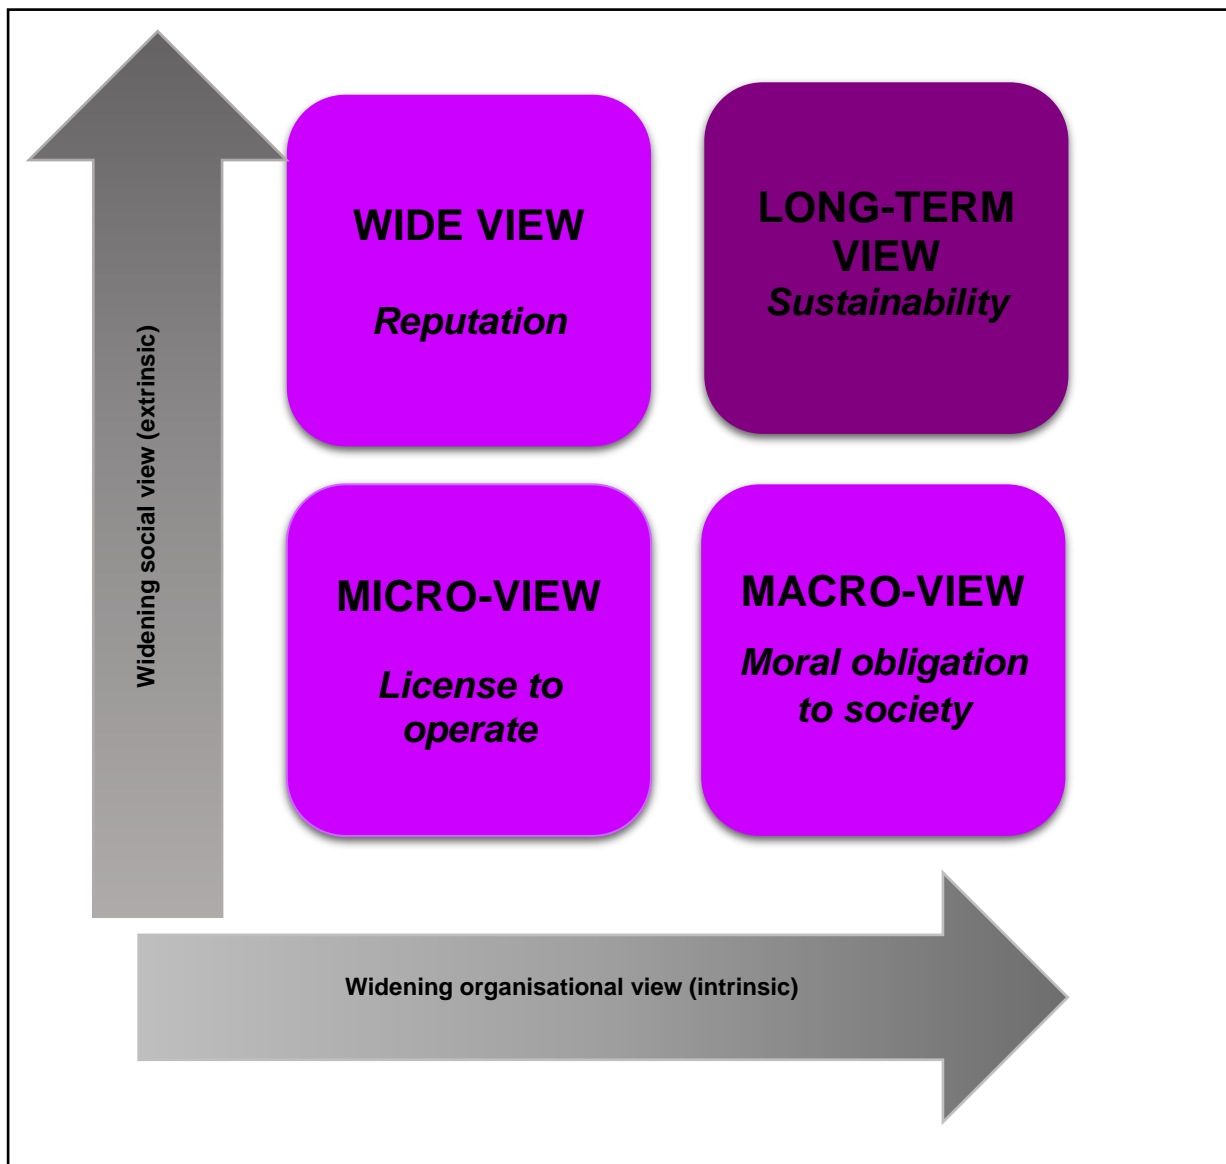 WIDE VIEW
Reputation
LONG-TERM
VIEW
Sustainability
MICRO-VIEW
License to
operate
MACRO-VIEW
Moral obligation
to society
Widening social view (extrinsic)
Widening organisational view (intrinsic)